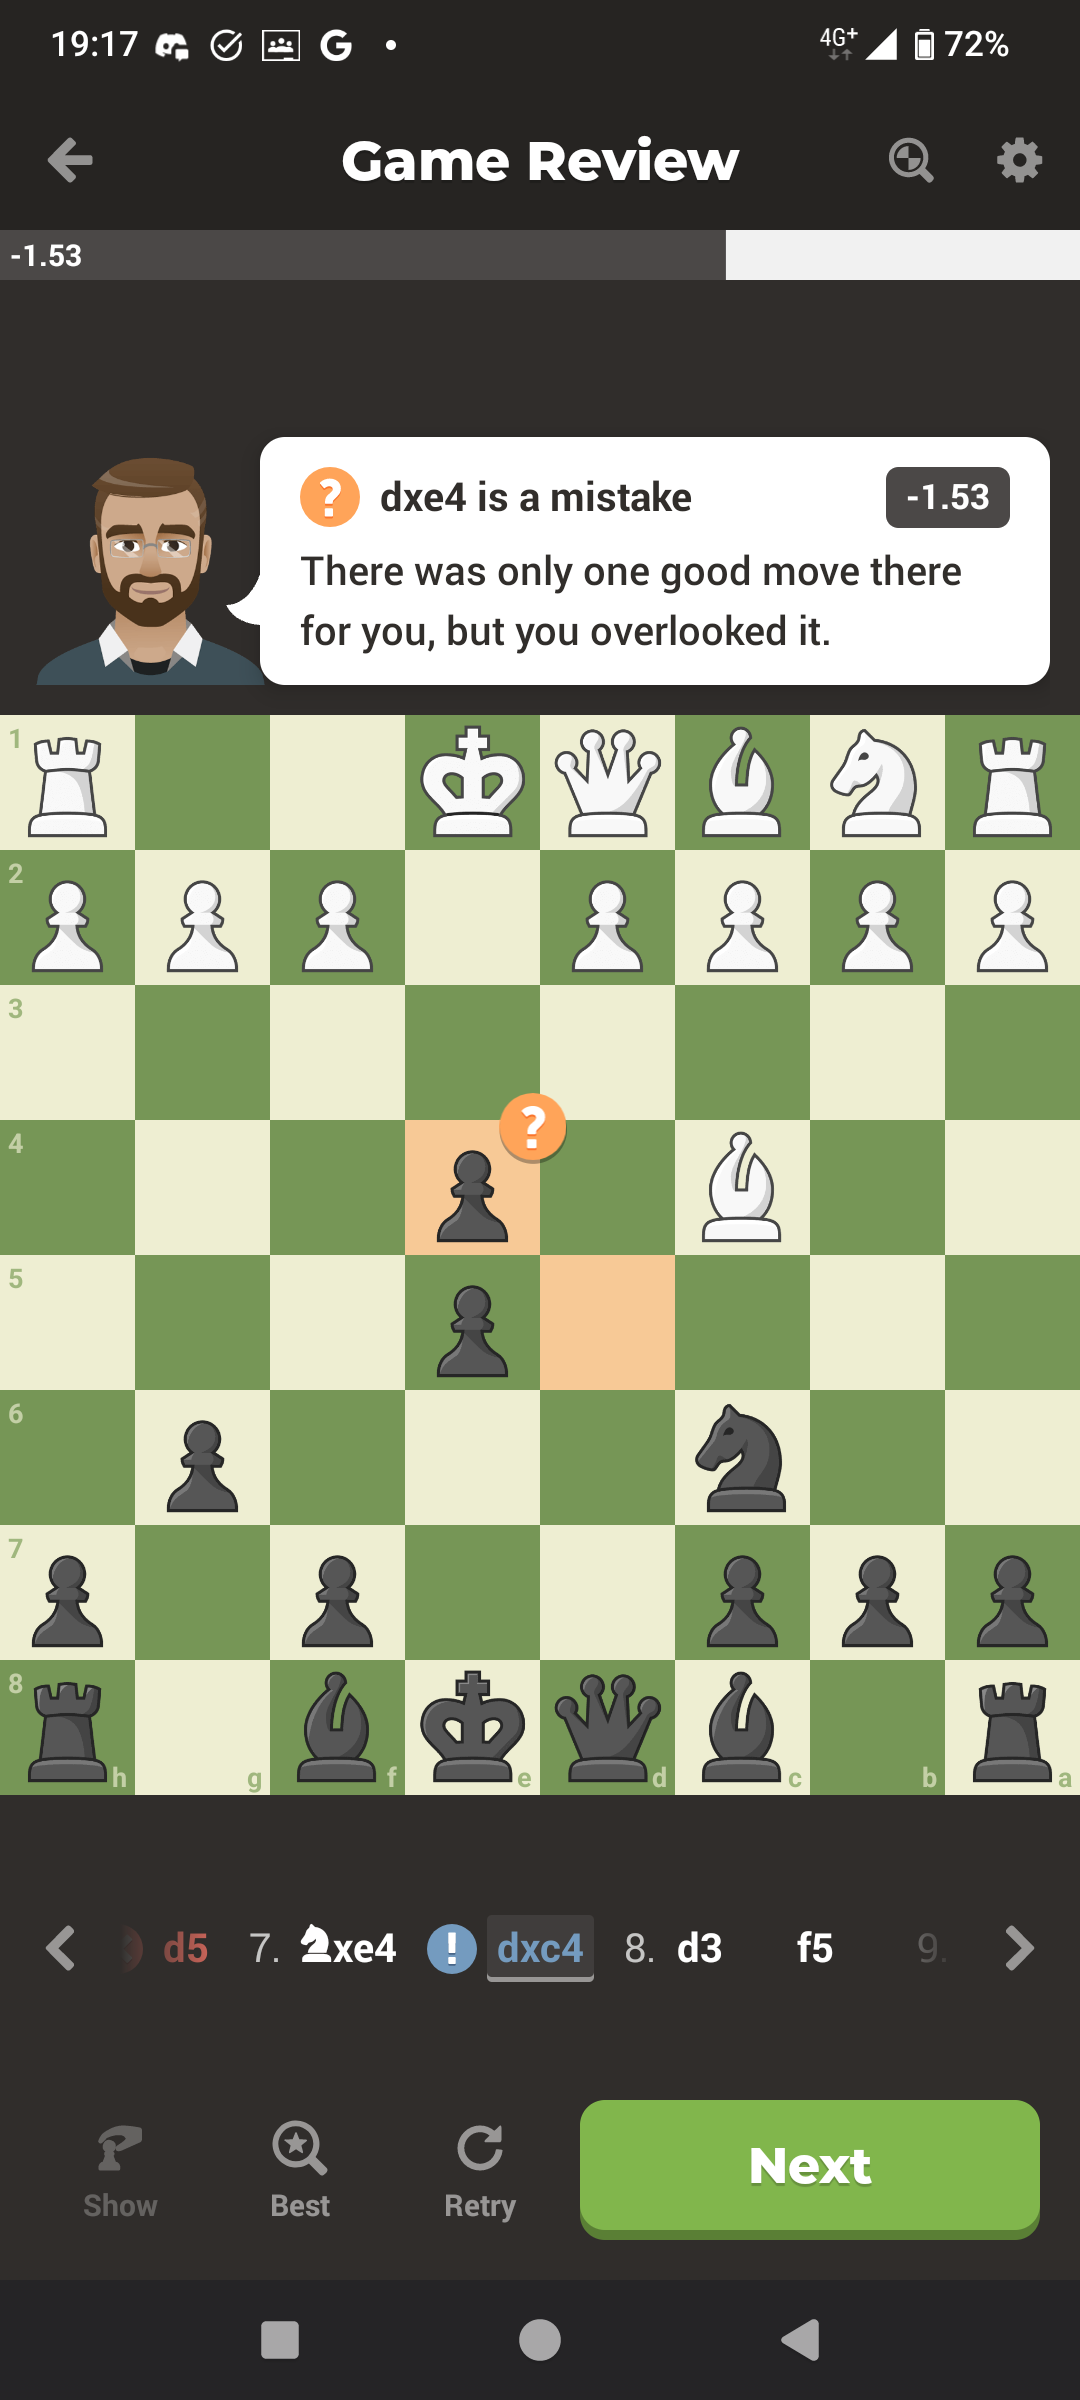 19:17
4G+
72%
Game Review
-1.53
? dxe4 is a mistake
-1.53
There was only one good move there
for you, but you overlooked it.
1
2
3
?
4
5
6
7
8
h g f e d c b a
d5 7. xe4 ! dxc4 8. d3 f5 9.
Show
Best
Retry
Next